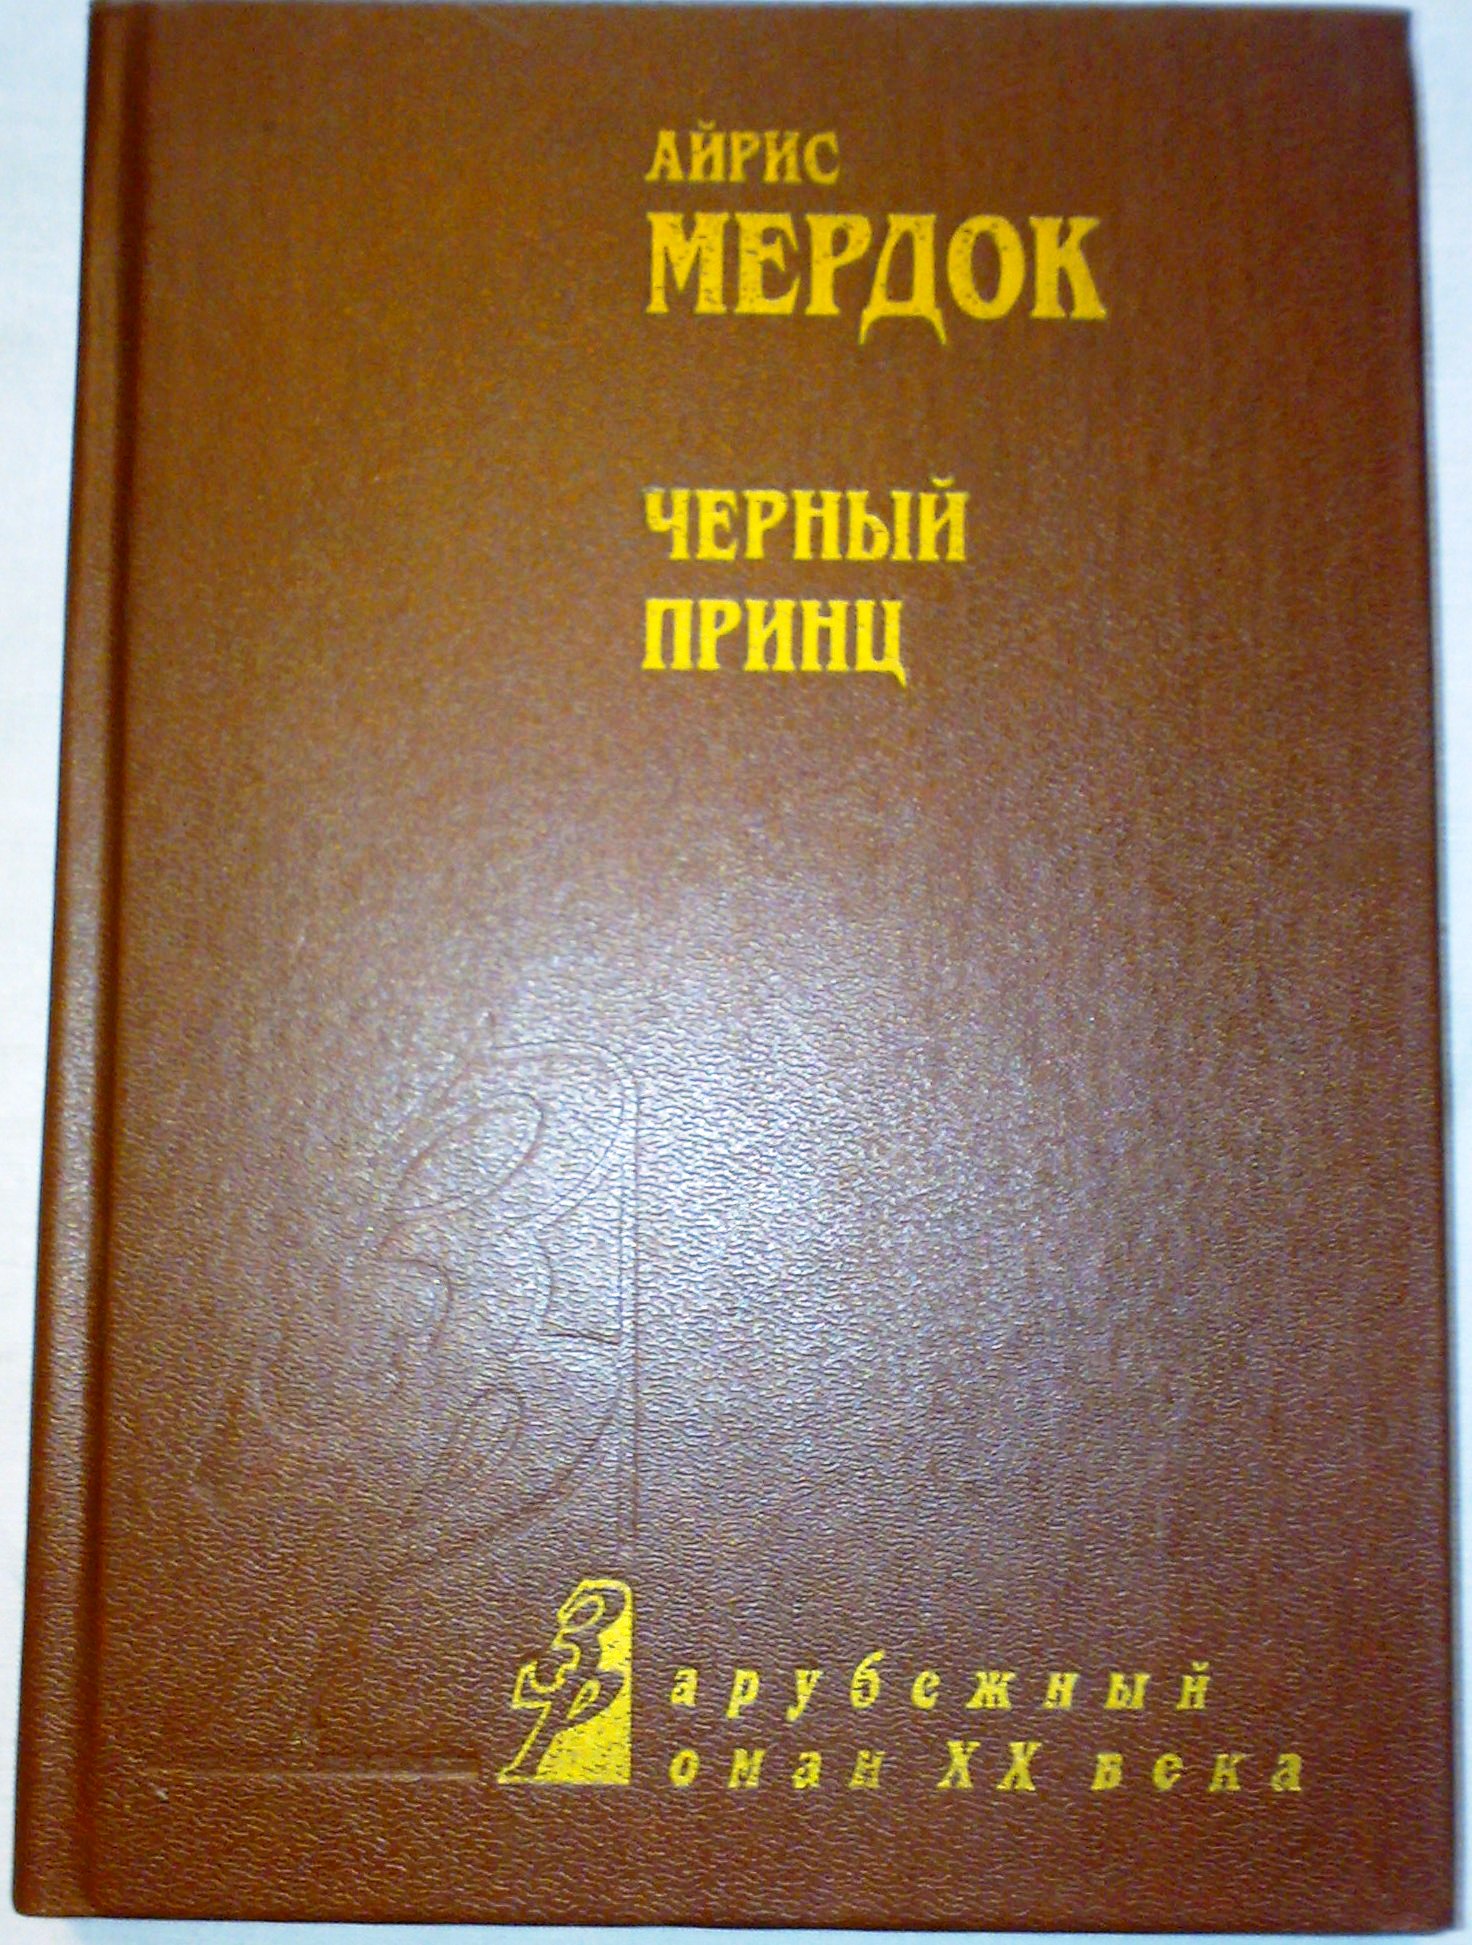 АЙРИС
МЕРДОК
ЧЕРНЫЙ
ПРИНЦ
Зарубежный
Роман XX века